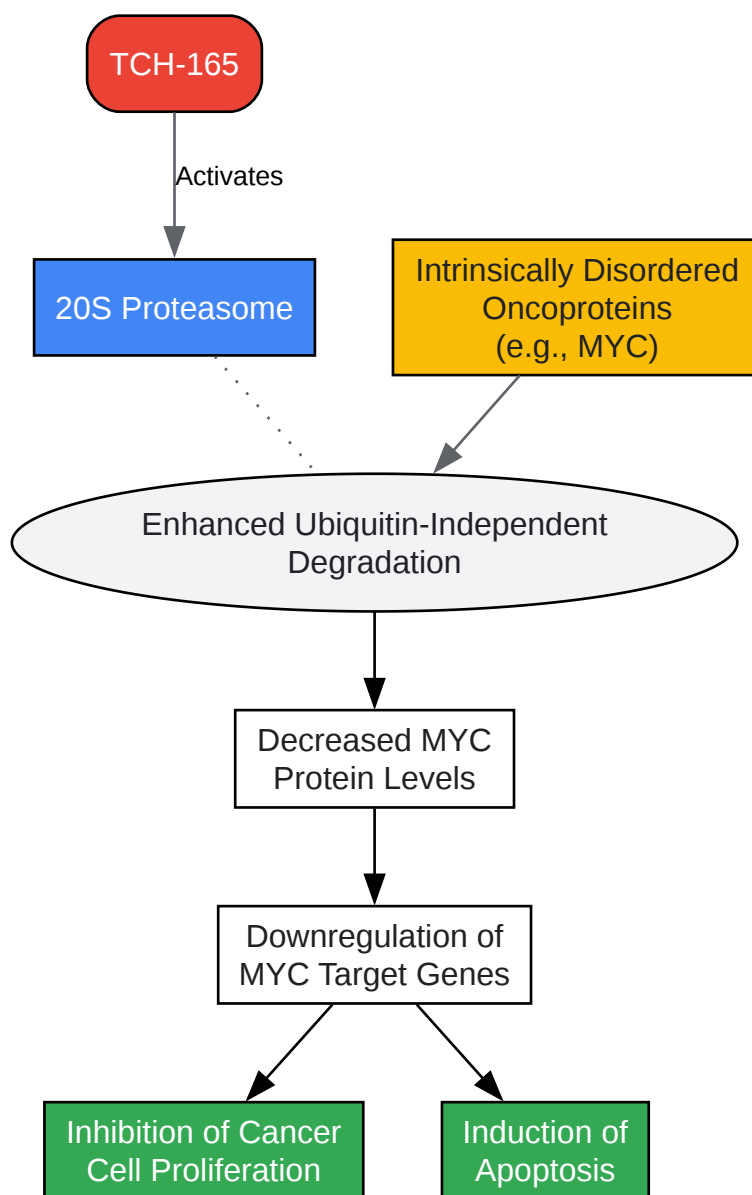 TCH-165
Activates
20S Proteasome
Intrinsically Disordered
Oncoproteins
(e.g., MYC)
Enhanced Ubiquitin-Independent
Degradation
Decreased MYC
Protein Levels
Downregulation of
MYC Target Genes
Inhibition of Cancer
Cell Proliferation
Induction of
Apoptosis